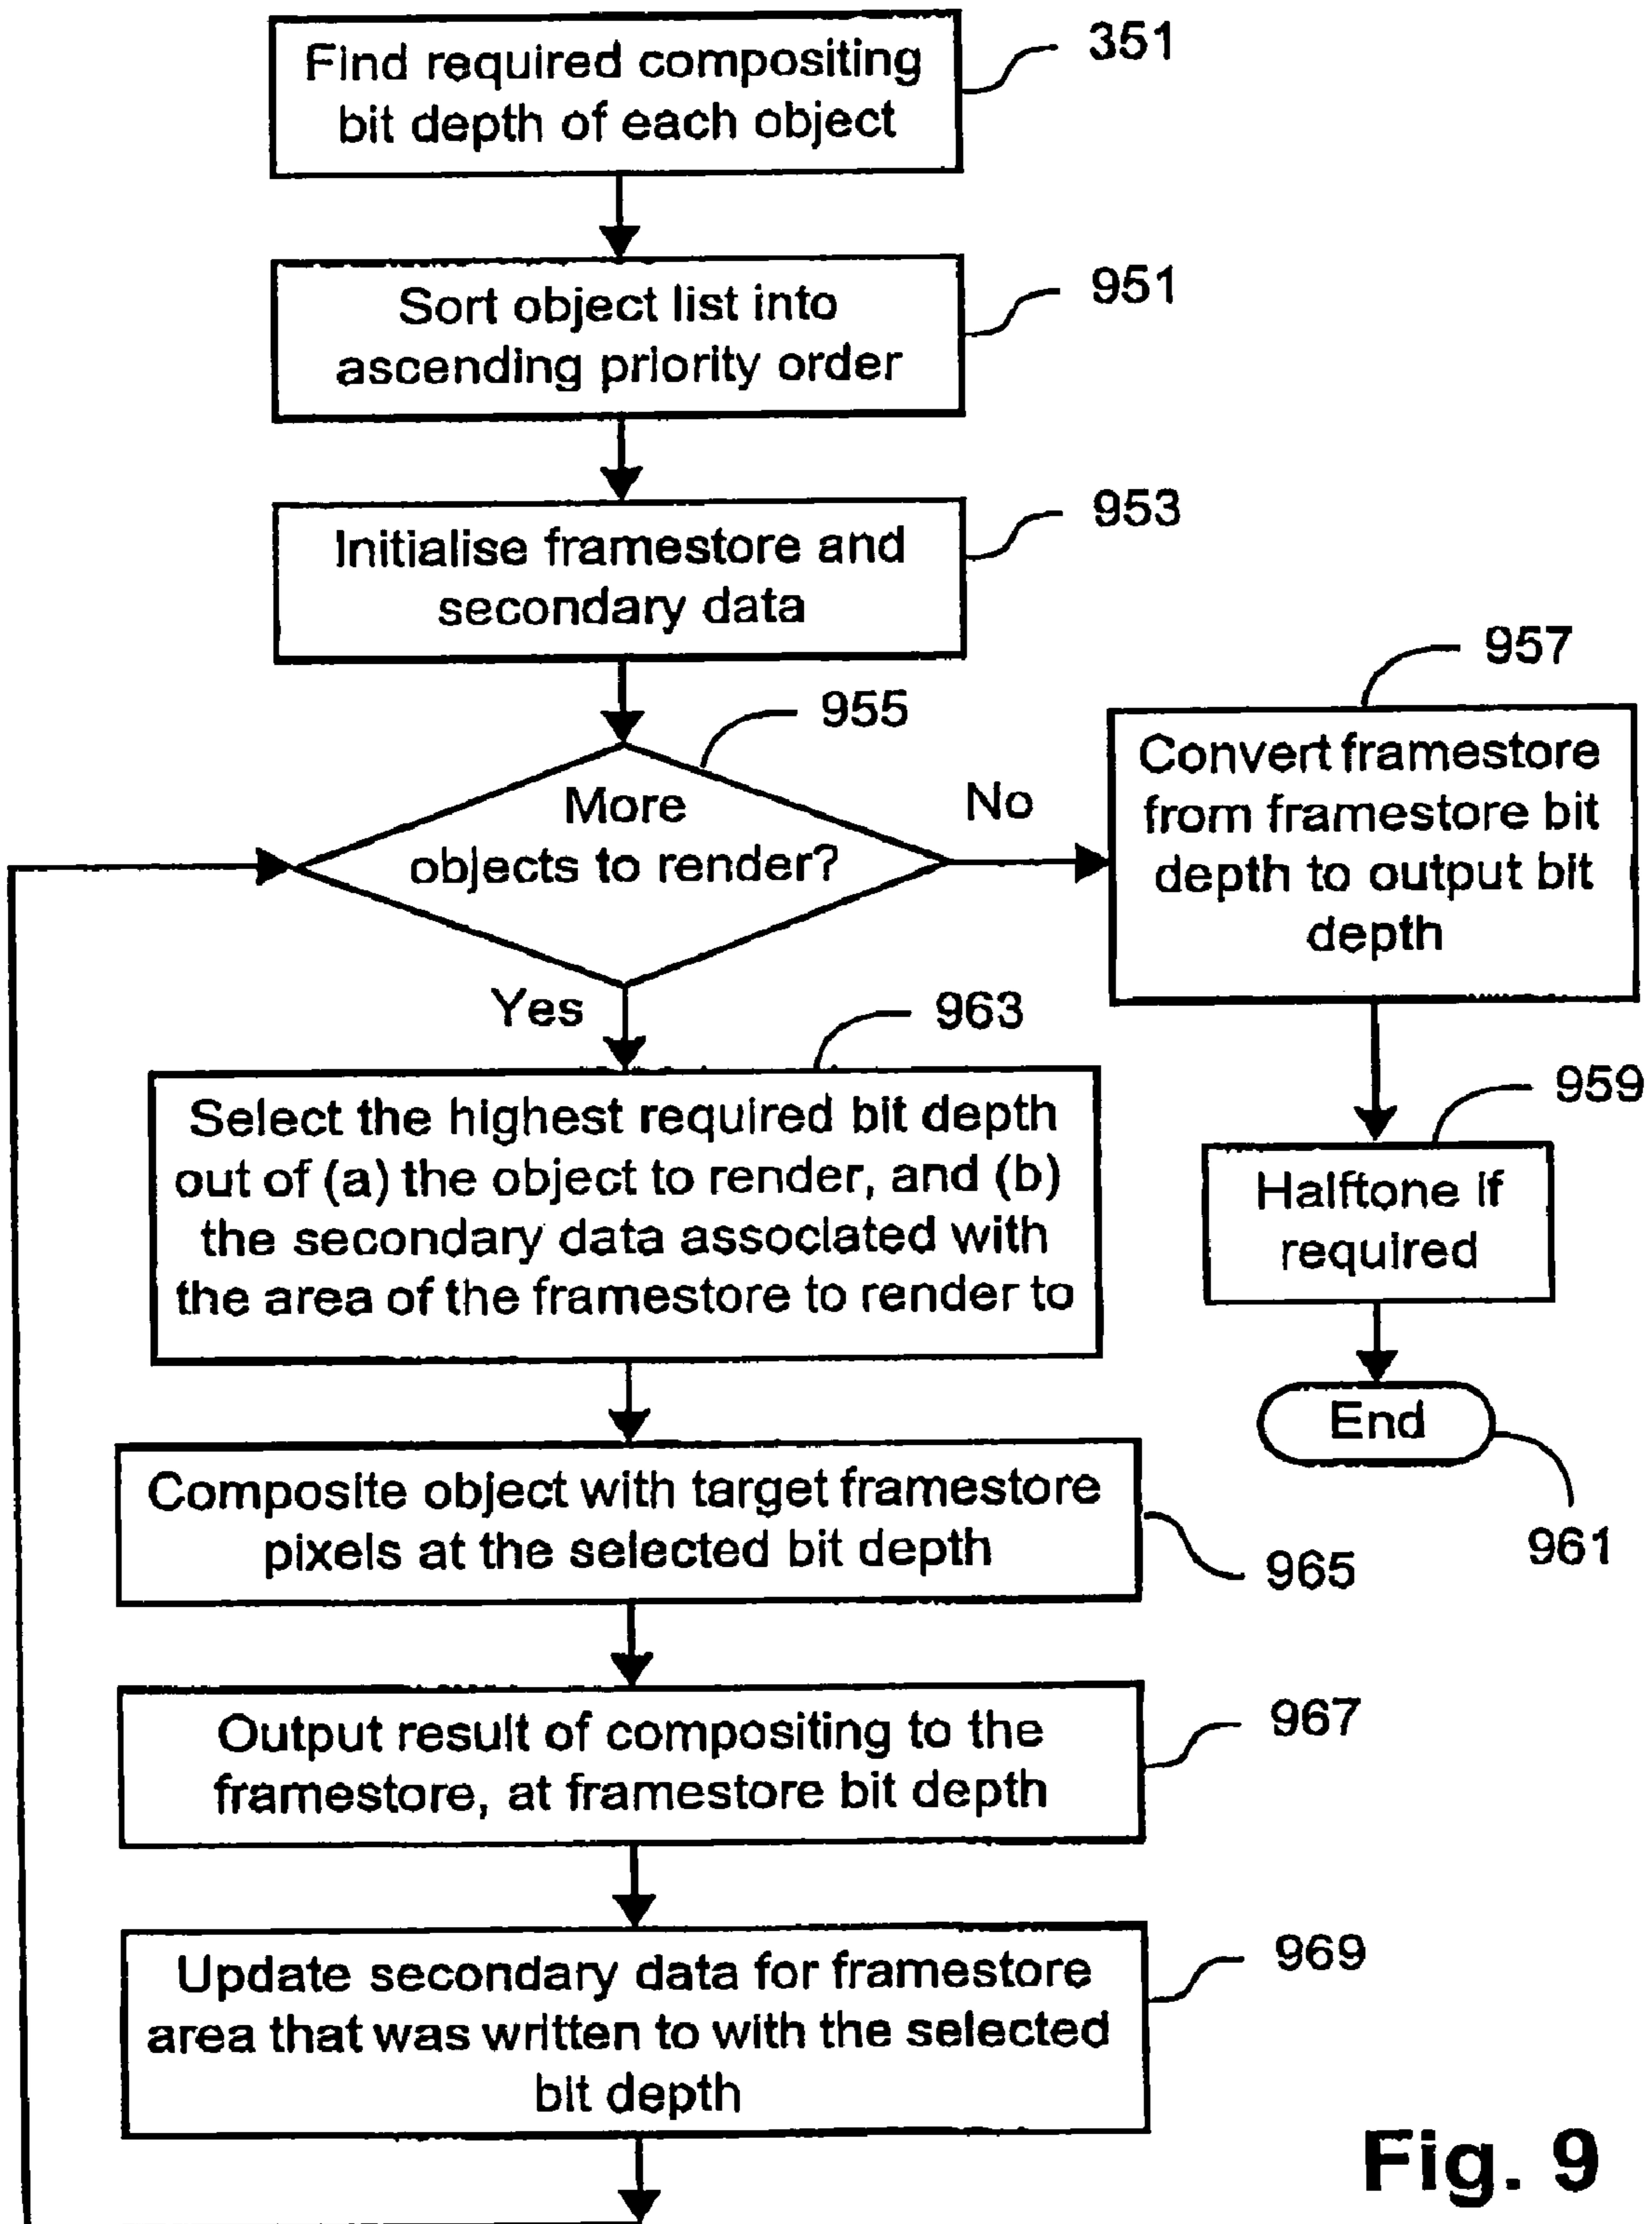 Find required compositing
bit depth of each object
351
Sort object list into
ascending priority order
951
Initialise framestore and
secondary data
953
955
More
objects to render?
No
Yes
957
Convert framestore
from framestore bit
depth to output bit
depth
959
Halftone if
required
End
961
963
Select the highest required bit depth
out of (a) the object to render, and (b)
the secondary data associated with
the area of the framestore to render to
Composite object with target framestore
pixels at the selected bit depth
965
Output result of compositing to the
framestore, at framestore bit depth
967
Update secondary data for framestore
area that was written to with the selected
bit depth
969
Fig. 9